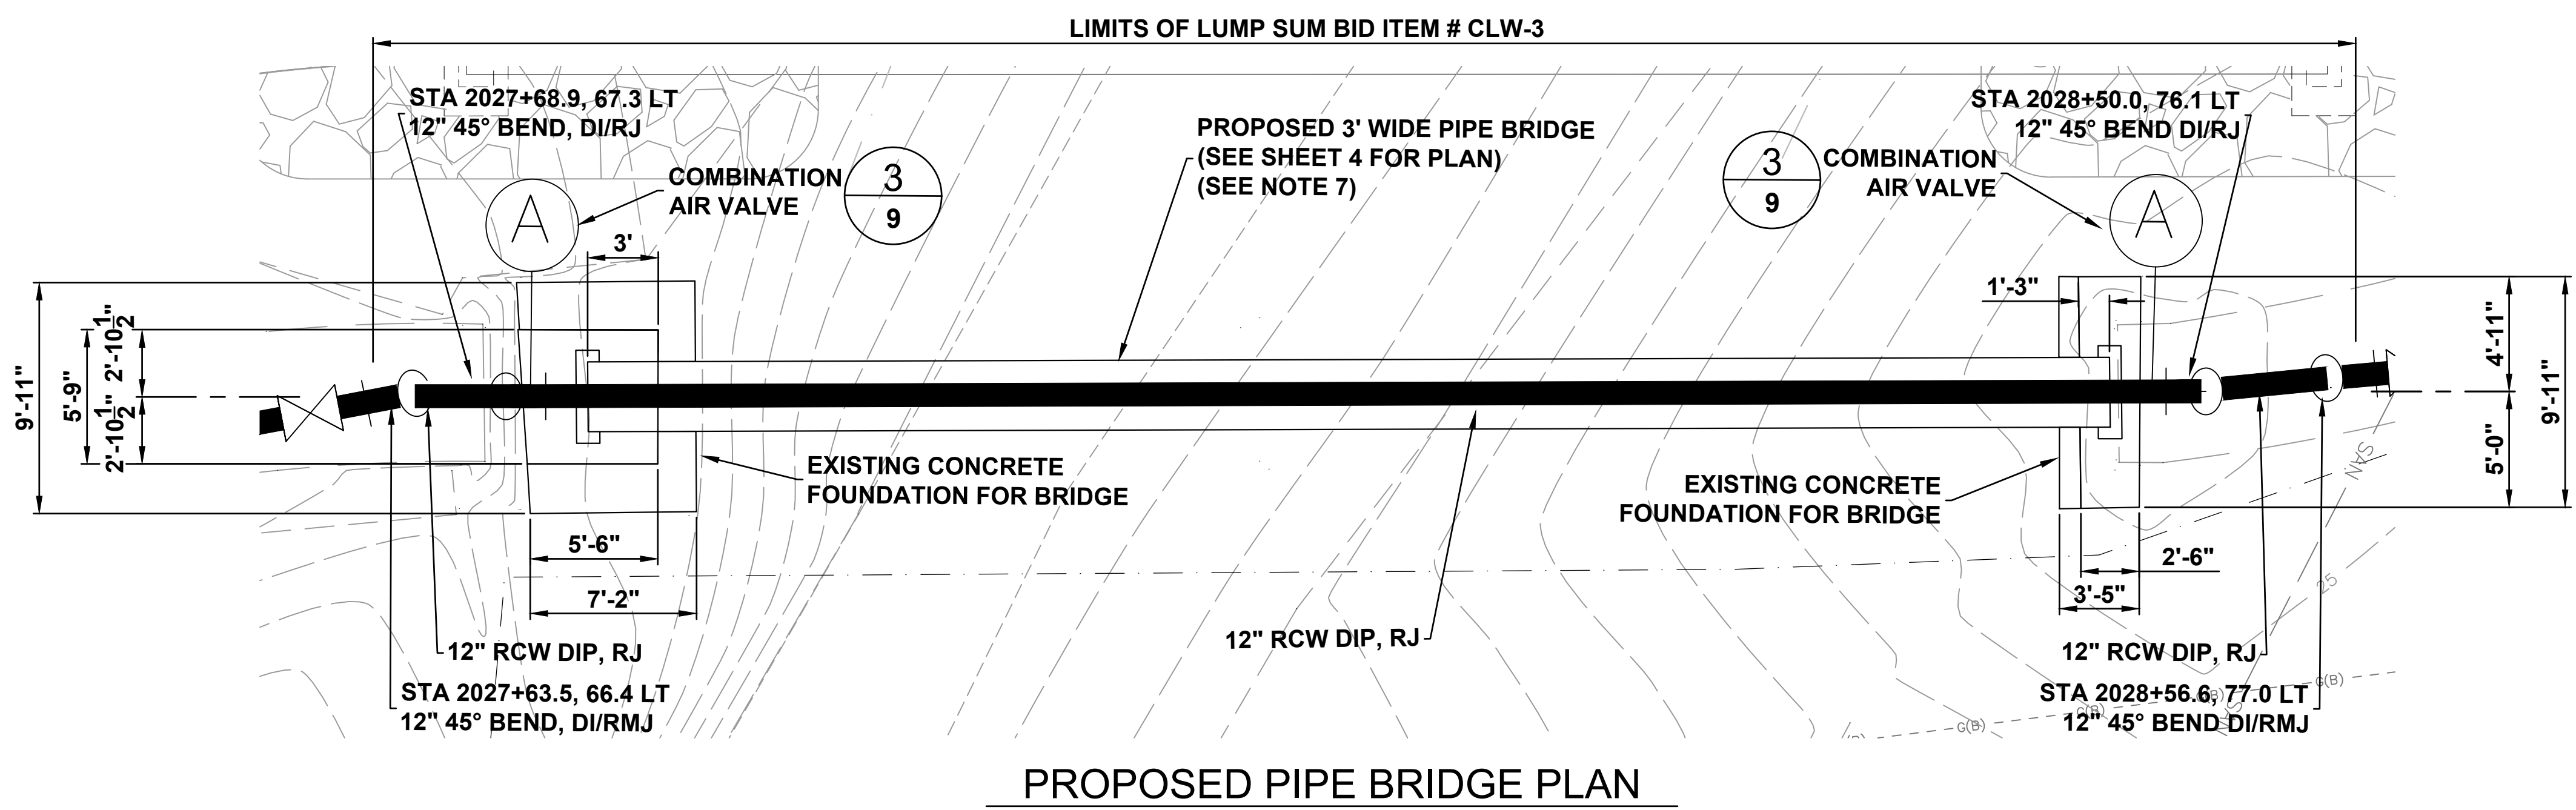 LIMITS OF LUMP SUM BID ITEM # CLW-3
STA 2027+68.9, 67.3 LT
12" 45° BEND, DI/RJ
COMBINATION
AIR VALVE
3
9
A
PROPOSED 3' WIDE PIPE BRIDGE
(SEE SHEET 4 FOR PLAN)
(SEE NOTE 7)
STA 2028+50.0, 76.1 LT
12" 45° BEND DI/RJ
3
9
COMBINATION
AIR VALVE
A
3'
1'-3"
9'-11"
5'-9"
2'-10 1/2"
2'-10 1/2"
4'-11"
5'-0"
9'-11"
EXISTING CONCRETE
FOUNDATION FOR BRIDGE
EXISTING CONCRETE
FOUNDATION FOR BRIDGE
SAN
5'-6"
7'-2"
2'-6"
3'-5"
25
12" RCW DIP, RJ
12" RCW DIP, RJ
12" RCW DIP, RJ
STA 2027+63.5, 66.4 LT
12" 45° BEND, DI/RMJ
STA 2028+56.6, 77.0 LT
12" 45° BEND DI/RMJ
G(B)
G(B)
G(B)
G(B)
PROPOSED PIPE BRIDGE PLAN